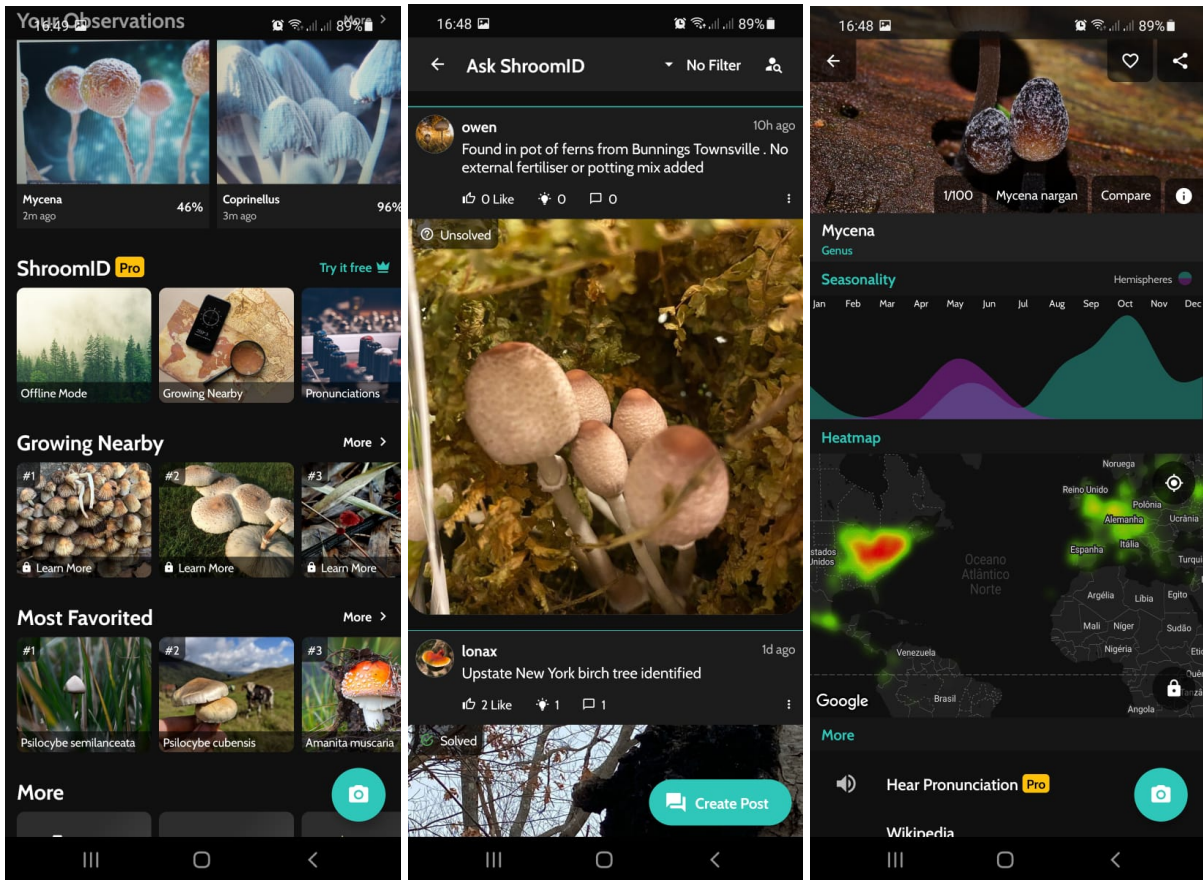 Your Observations
More >
16:49
89%
Mycena
2m ago
46%
Coprinellus
3m ago
96%
ShroomID Pro
Try it free
Offline Mode
Growing Nearby
Pronunciations
Growing Nearby
More >
#1
Learn More
#2
Learn More
#3
Learn More
Most Favorited
More >
#1
Psilocybe semilanceata
#2
Psilocybe cubensis
#3
Amanita muscaria
More
16:48
89%
Ask ShroomID
No Filter
owen
10h ago
Found in pot of ferns from Bunnings Townsville . No
external fertiliser or potting mix added
0 Like
0
0
Unsolved
lonax
1d ago
Upstate New York birch tree identified
2 Like
1
1
Solved
Create Post
16:48
89%
1/100
Mycena nargan
Compare
Mycena
Genus
Seasonality
Hemispheres
Jan Feb Mar Apr May Jun Jul Aug Sep Oct Nov Dec
Heatmap
Noruega
Reino Unido
Polônia
Alemanha
Ucrânia
stados
Unidos
Espanha
Itália
Turqui
Oceano
Atlântico
Norte
Argélia
Líbia
Egito
Mali
Níger
Sudão
Nigéria
Etió
Venezuela
Quên
Google
Brasil
Tanzâ
Angola
More
Hear Pronunciation Pro
Wikipedia